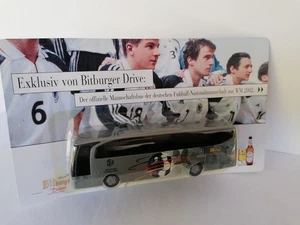 6
Exklusiv von Bitburger Drive:
Der offizielle Mannschaftsbus der deutschen Fußball-Nationalmannschaft zur WM 2002.